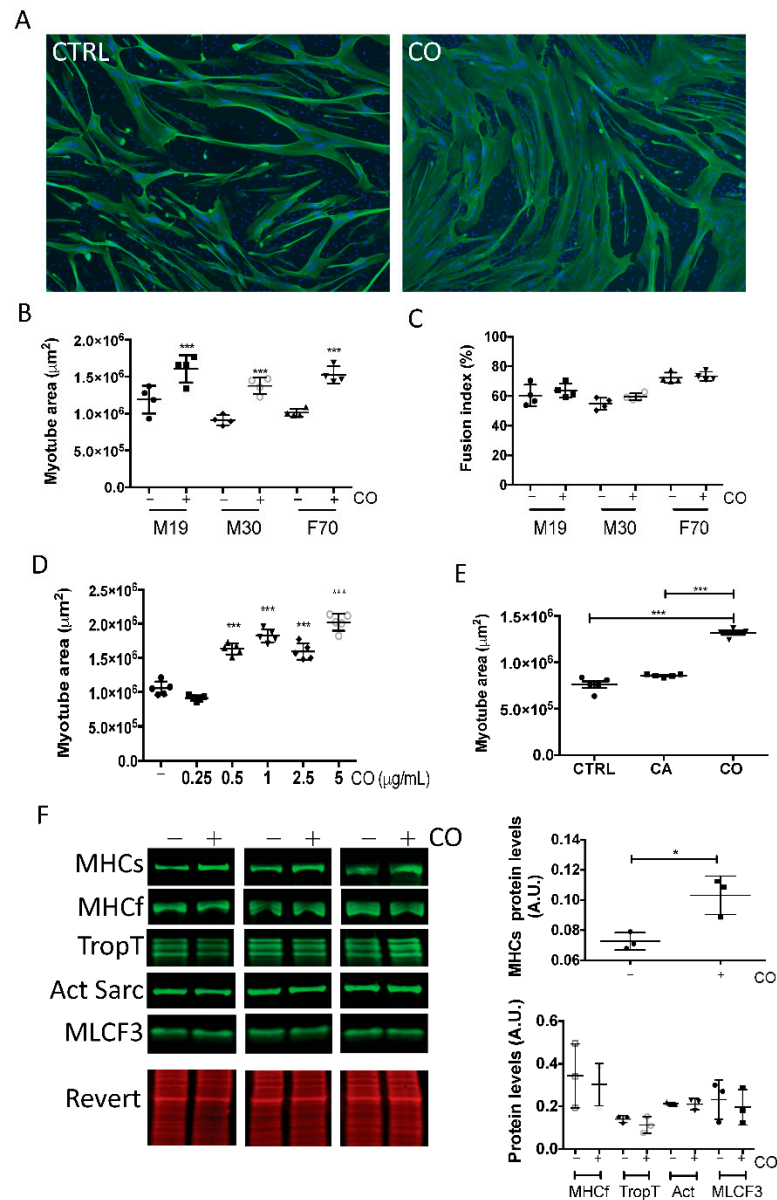 A
CTRL
CO
B
Myotube area (μm²)
2.0×10⁶
1.5×10⁶
1.0×10⁶
5.0×10⁵
0.0
*** *** ***
– + – + – + CO
M19 M30 F70
C
Fusion index (%)
100
80
60
40
20
0
– + – + – + CO
M19 M30 F70
D
Myotube area (μm²)
2.5×10⁶
2.0×10⁶
1.5×10⁶
1.0×10⁶
5.0×10⁵
0.0
*** *** *** ***
– 0.25 0.5 1 2.5 5 CO (μg/mL)
E
Myotube area (μm²)
1.5×10⁶
1.0×10⁶
5.0×10⁵
0.0
***
***
CTRL CA CO
F
– + – + – + CO
MHCs
MHCf
TropT
Act Sarc
MLCF3
Revert
MHCs protein levels
(A.U.)
0.14
0.12
0.10
0.08
0.06
*
– + CO
Protein levels (A.U.)
0.6
0.4
0.2
0.0
– + – + – + – + CO
MHCf TropT Act MLCF3